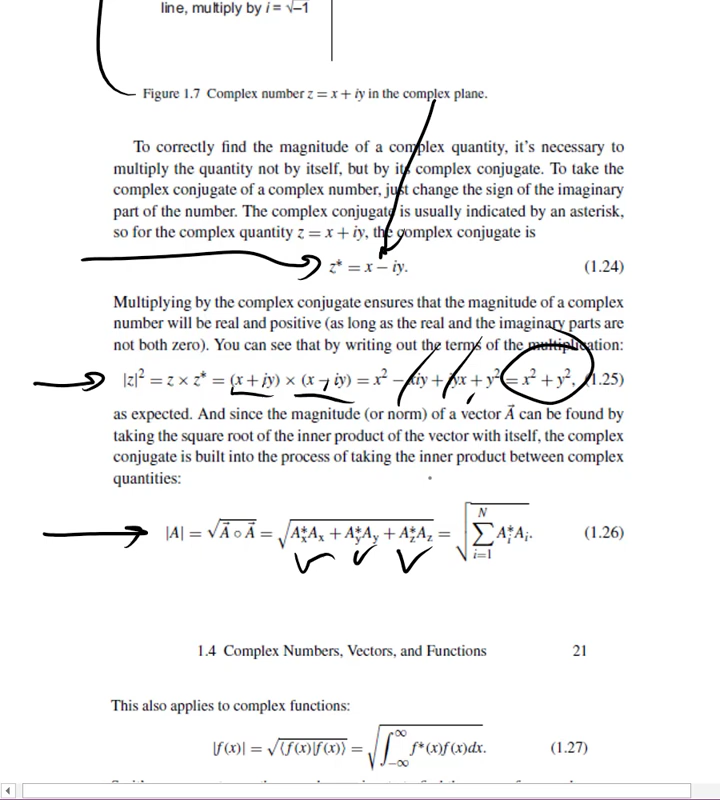 line, multiply by i = √−1
Figure 1.7 Complex number z = x + iy in the complex plane.
To correctly find the magnitude of a complex quantity, it's necessary to
multiply the quantity not by itself, but by its complex conjugate. To take the
complex conjugate of a complex number, just change the sign of the imaginary
part of the number. The complex conjugate is usually indicated by an asterisk,
so for the complex quantity z = x + iy, the complex conjugate is
z* = x − iy. (1.24)
Multiplying by the complex conjugate ensures that the magnitude of a complex
number will be real and positive (as long as the real and the imaginary parts are
not both zero). You can see that by writing out the terms of the multiplication:
|z|² = z × z* = (x + iy) × (x − iy) = x² − xiy + iyx + y² = x² + y², (1.25)
as expected. And since the magnitude (or norm) of a vector A⃗ can be found by
taking the square root of the inner product of the vector with itself, the complex
conjugate is built into the process of taking the inner product between complex
quantities:
|A| = √(A⃗ ∘ A⃗) = √(A*ₓAₓ + A*ᵧAᵧ + A*_zA_z) = √(∑_{i=1}^{N} A*ᵢAᵢ). (1.26)
1.4 Complex Numbers, Vectors, and Functions 21
This also applies to complex functions:
|f(x)| = √⟨f(x)|f(x)⟩ = √(∫_{−∞}^{∞} f*(x)f(x)dx). (1.27)